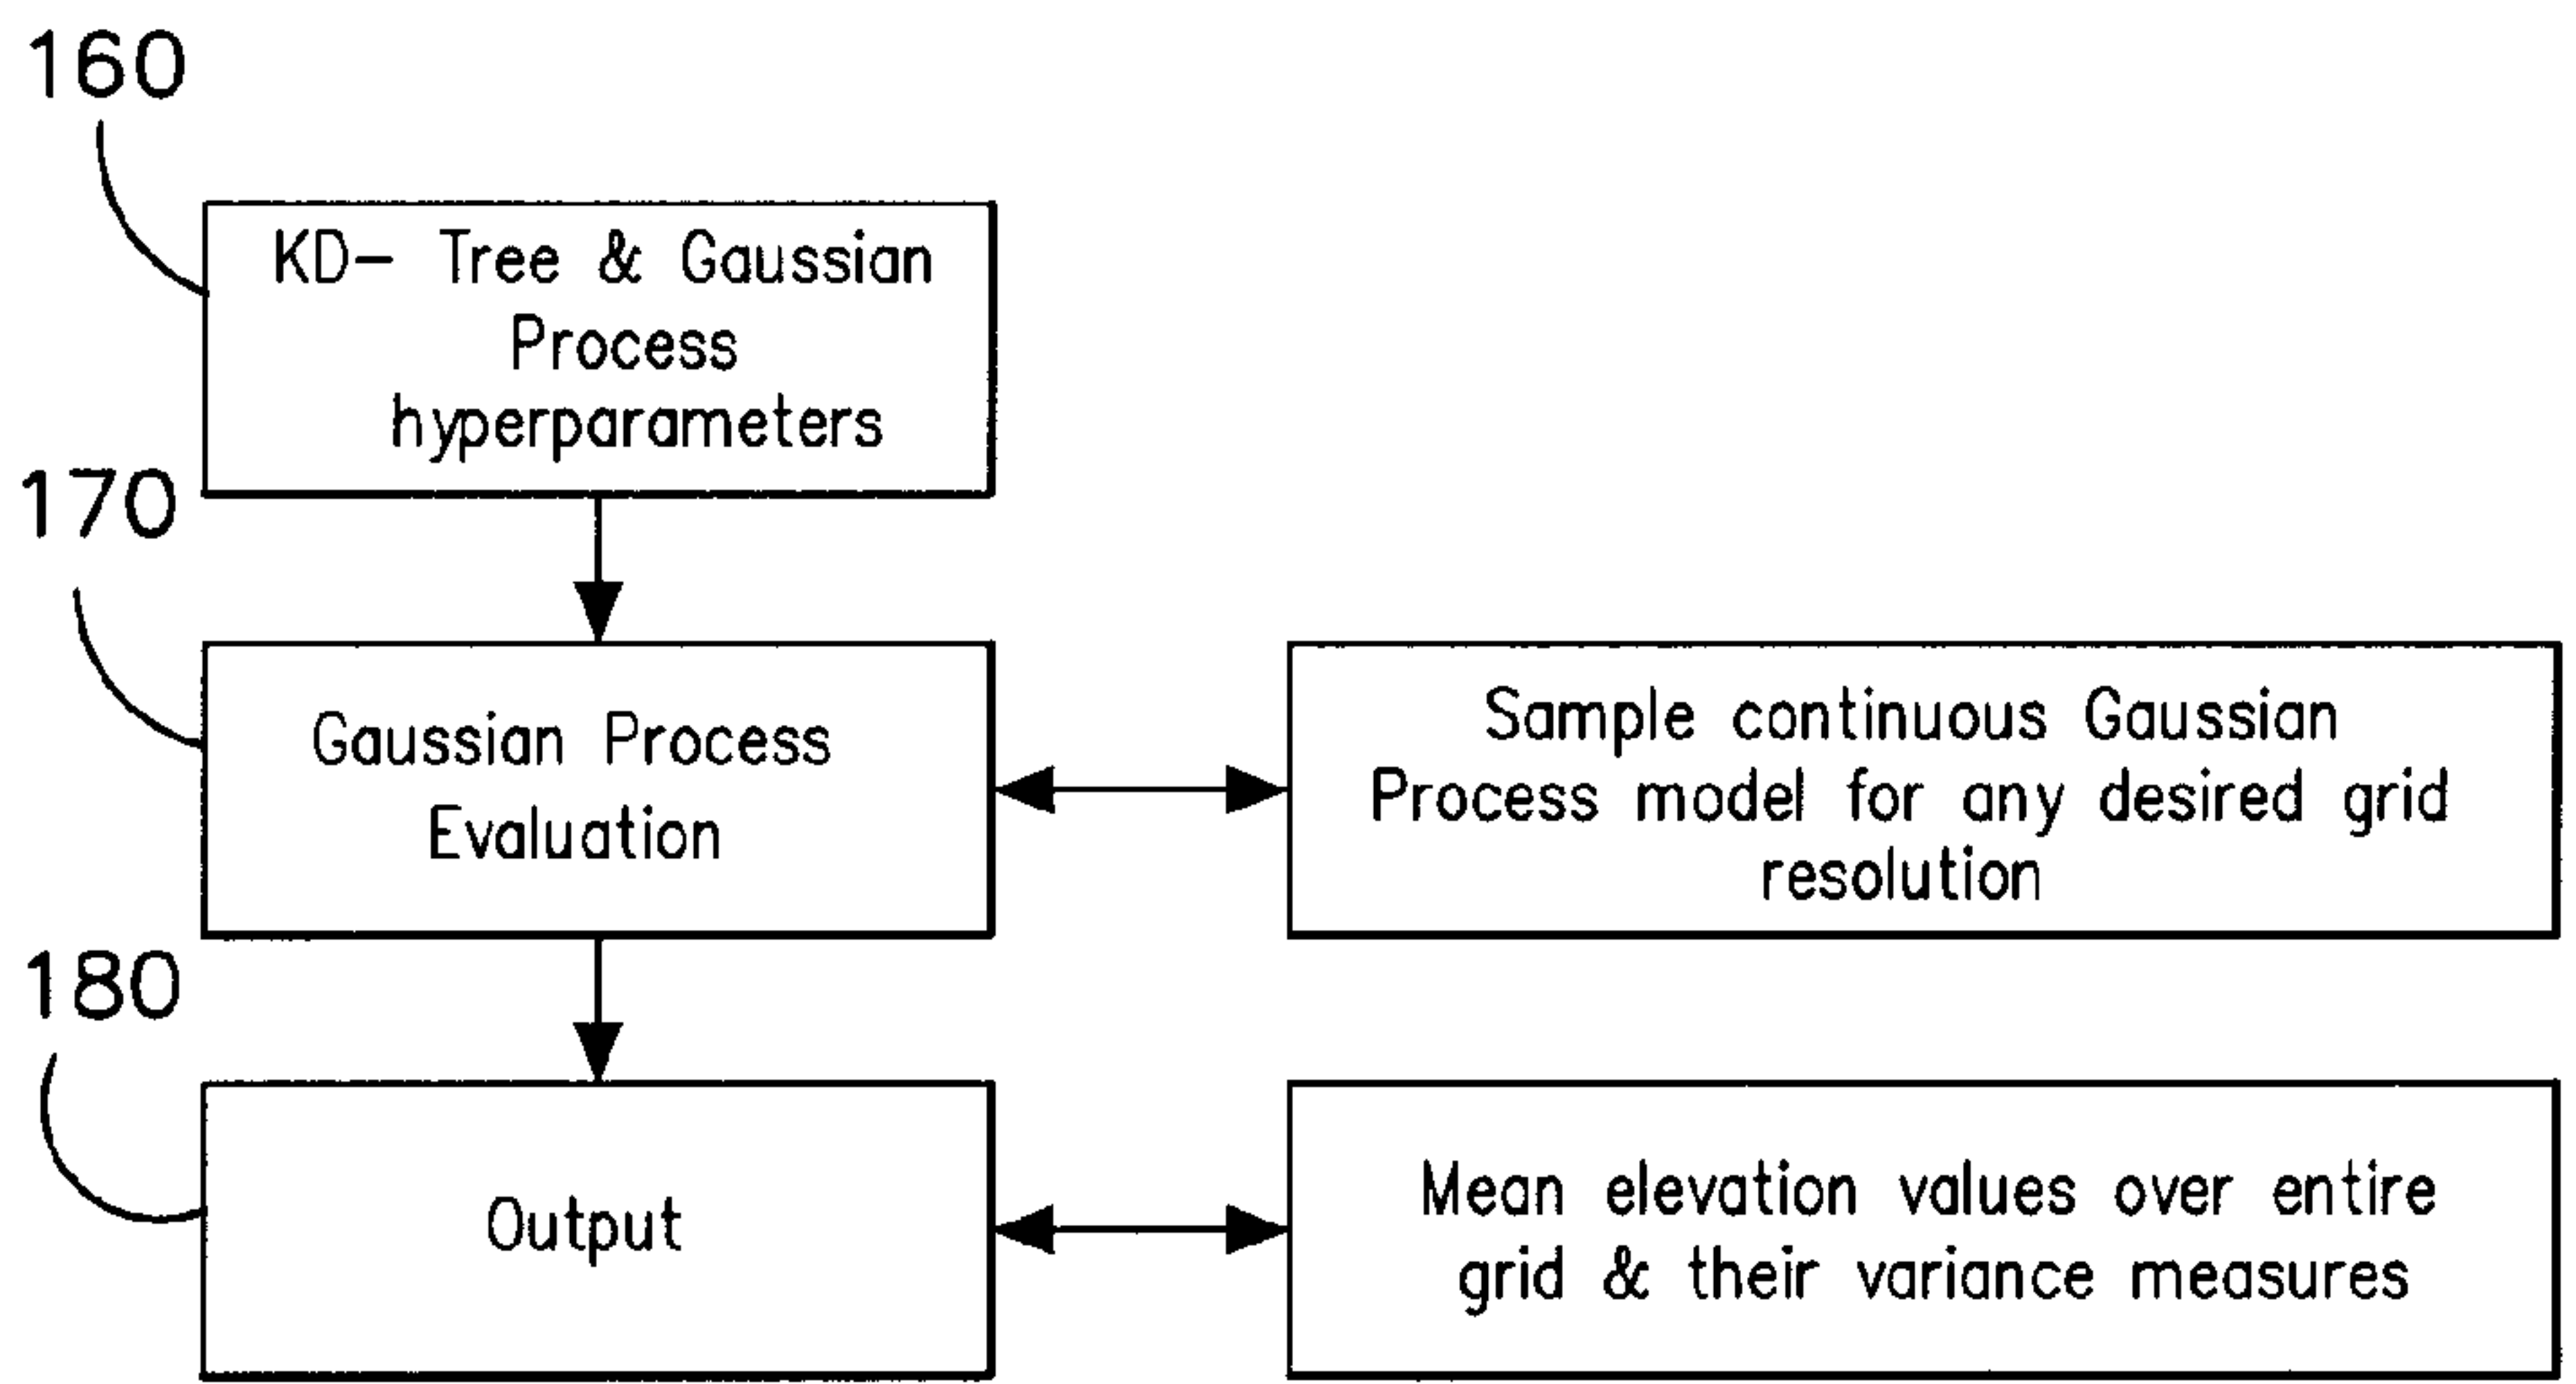 160
KD- Tree & Gaussian
Process
hyperparameters
170
Gaussian Process
Evaluation
Sample continuous Gaussian
Process model for any desired grid
resolution
180
Output
Mean elevation values over entire
grid & their variance measures